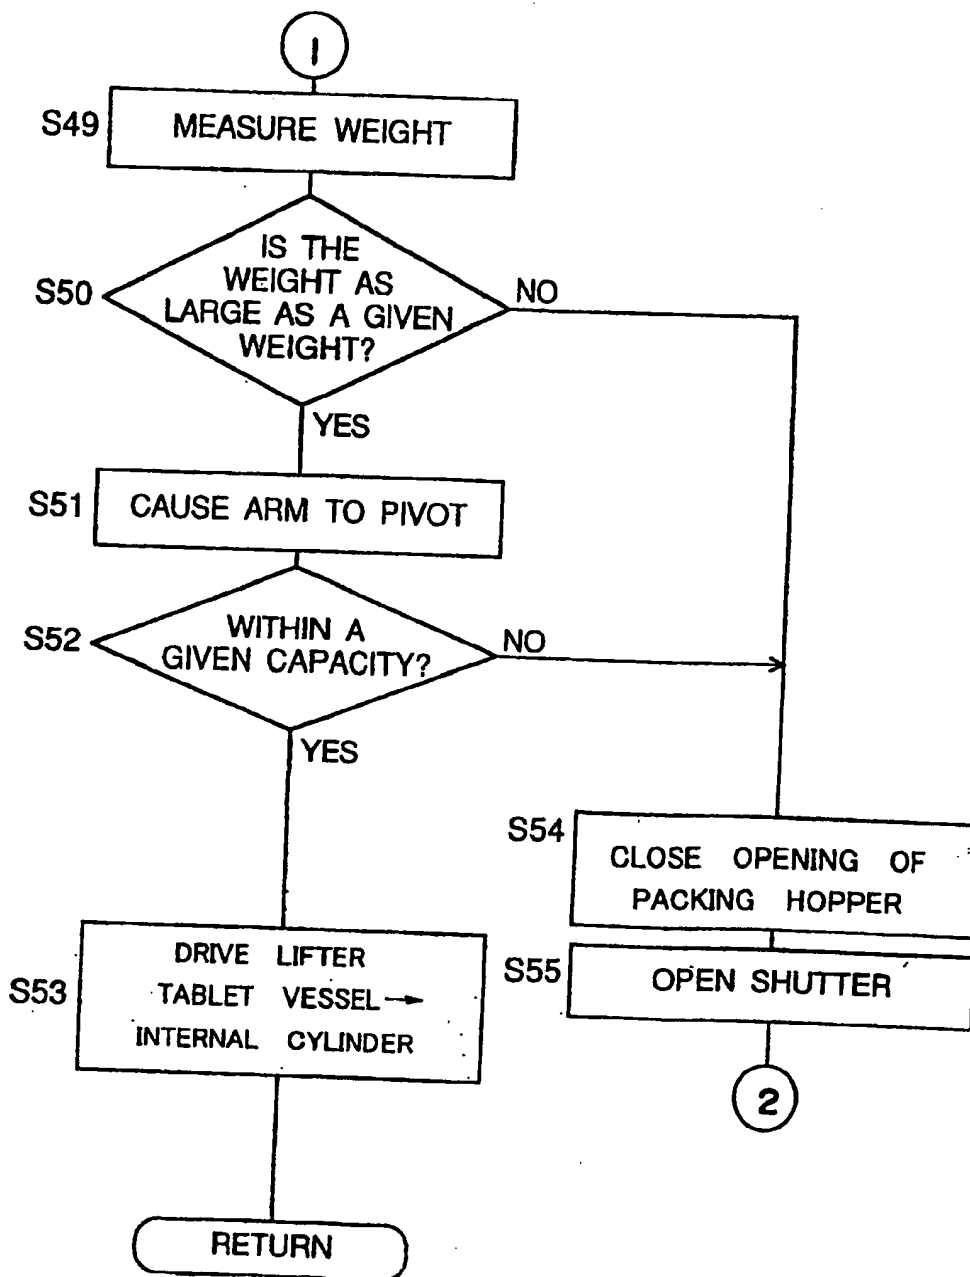 1
S49
MEASURE WEIGHT
S50
IS THE
WEIGHT AS
LARGE AS A GIVEN
WEIGHT?
NO
YES
S51
CAUSE ARM TO PIVOT
S52
WITHIN A
GIVEN CAPACITY?
NO
YES
S54
CLOSE OPENING OF
PACKING HOPPER
S53
DRIVE LIFTER
TABLET VESSEL →
INTERNAL CYLINDER
S55
OPEN SHUTTER
2
RETURN